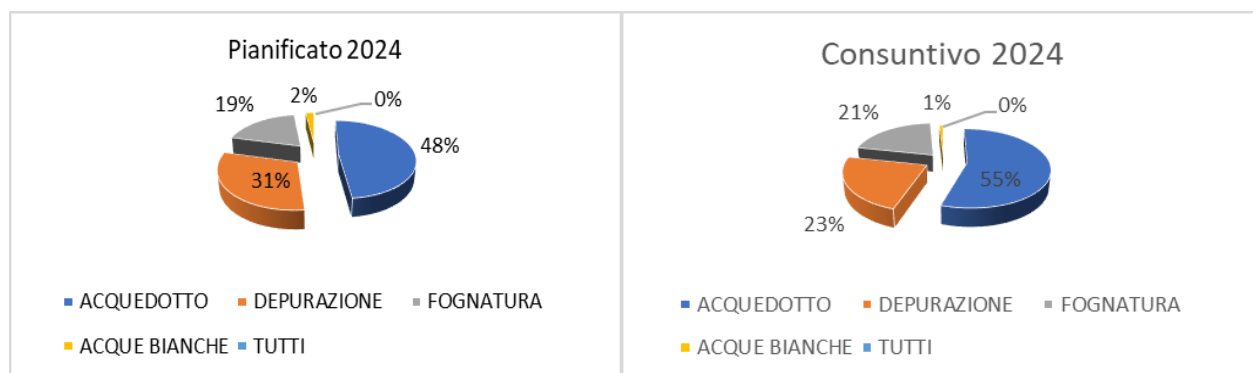 Pianificato 2024
19%
2%
0%
48%
31%
ACQUEDOTTO DEPURAZIONE FOGNATURA
ACQUE BIANCHE TUTTI
Consuntivo 2024
21%
1%
0%
55%
23%
ACQUEDOTTO DEPURAZIONE FOGNATURA
ACQUE BIANCHE TUTTI